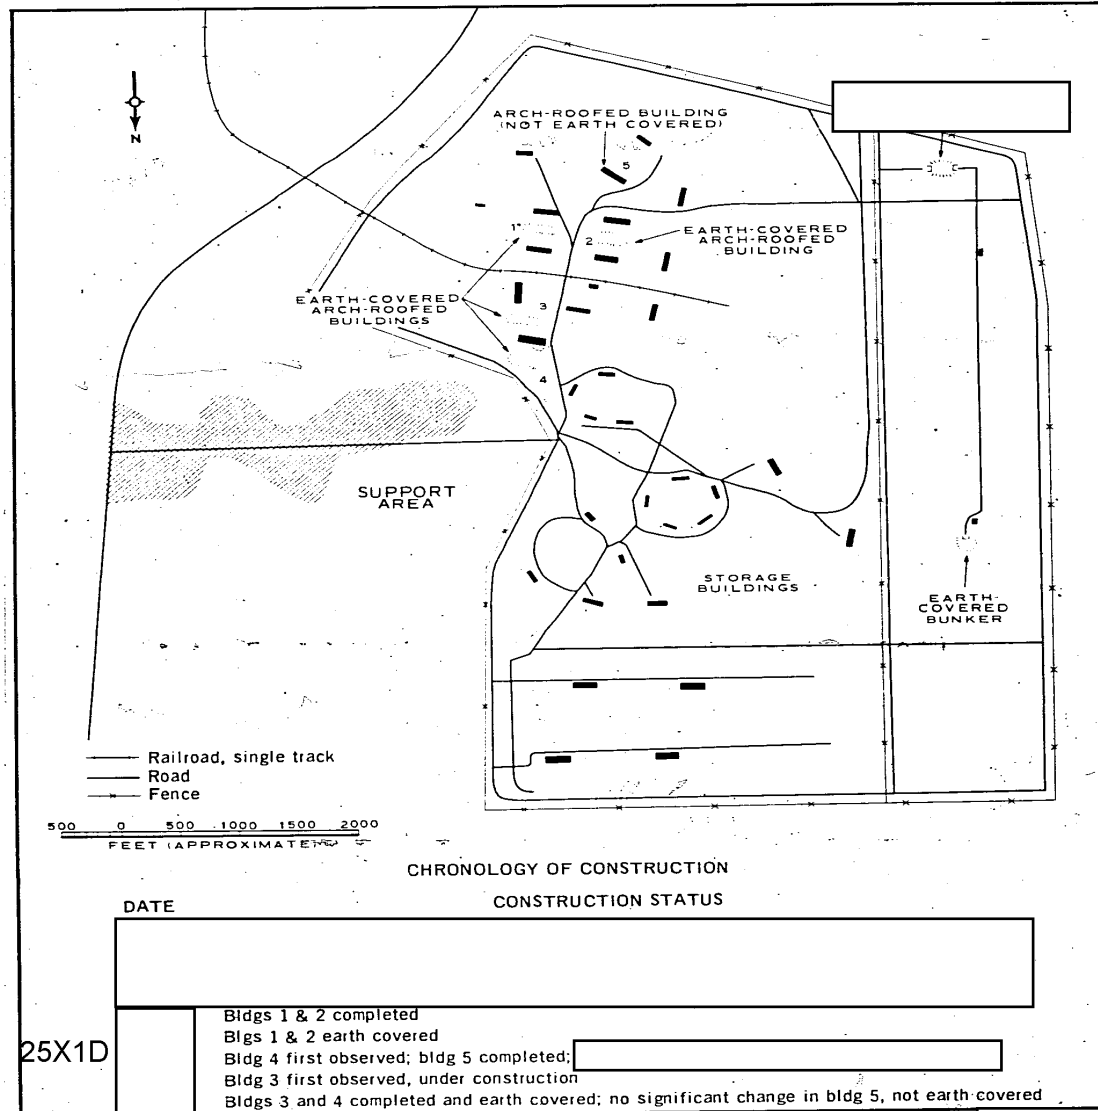 N
ARCH-ROOFED BUILDING
(NOT EARTH COVERED)
5
1
2
EARTH-COVERED
ARCH-ROOFED
BUILDING
EARTH-COVERED
ARCH-ROOFED
BUILDINGS
3
4
SUPPORT
AREA
STORAGE
BUILDINGS
EARTH-
COVERED
BUNKER
Railroad, single track
Road
Fence
500 0 500 1000 1500 2000
FEET (APPROXIMATE)
CHRONOLOGY OF CONSTRUCTION
DATE CONSTRUCTION STATUS
Bldgs 1 & 2 completed
Blgs 1 & 2 earth covered
25X1D
Bldg 4 first observed; bldg 5 completed;
Bldg 3 first observed, under construction
Bldgs 3 and 4 completed and earth covered; no significant change in bldg 5, not earth covered